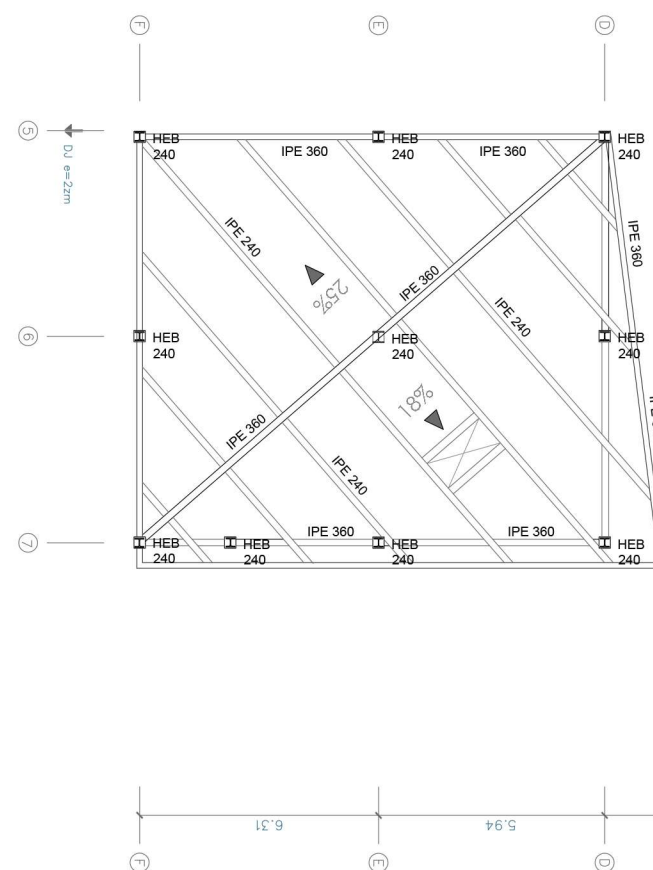 F E D
5
DJ e=2zm
HEB
240
IPE 360
HEB
240
IPE 360
HEB
240
IPE 240
25%
IPE 360
IPE 360
6
HEB
240
HEB
240
IPE 240
HEB
240
18%
IPE 360
IPE 240
7
HEB
240
HEB
240
IPE 360
HEB
240
IPE 360
HEB
240
6.31
5.94
F E D